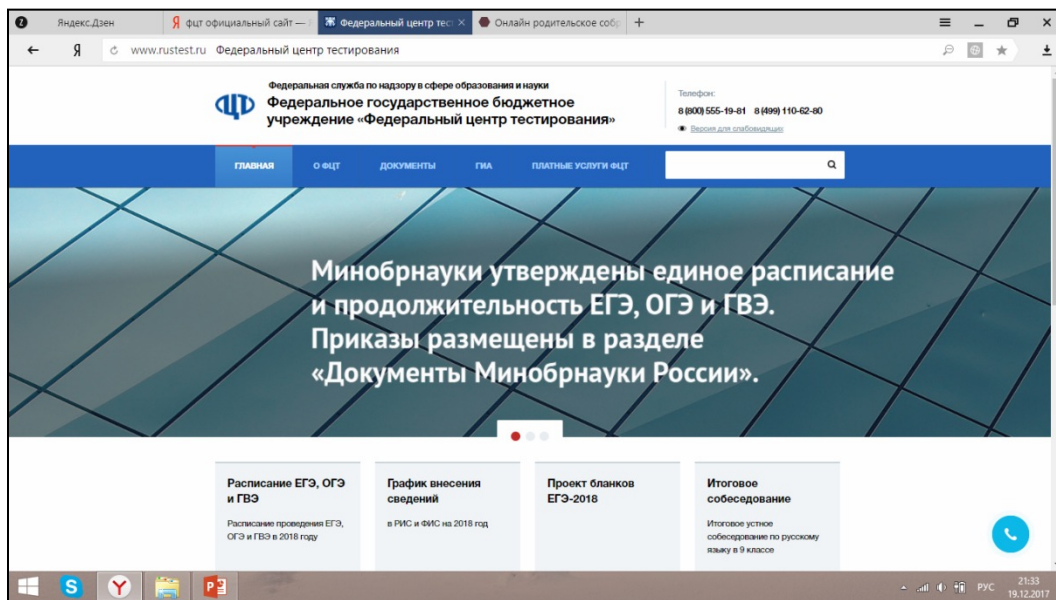 Яндекс.Дзен
Я фцт официальный сайт —
Ж Федеральный центр тест
Онлайн родительское собр
Я www.rustest.ru Федеральный центр тестирования
Федеральная служба по надзору в сфере образования и науки
Федеральное государственное бюджетное
учреждение «Федеральный центр тестирования»
Телефон:
8 (800) 555-19-81 8 (499) 110-62-80
Версия для слабовидящих
ГЛАВНАЯ О ФЦТ ДОКУМЕНТЫ ГИА ПЛАТНЫЕ УСЛУГИ ФЦТ
Минобрнауки утверждены единое расписание
и продолжительность ЕГЭ, ОГЭ и ГВЭ.
Приказы размещены в разделе
«Документы Минобрнауки России».
Расписание ЕГЭ, ОГЭ
и ГВЭ
Расписание проведения ЕГЭ,
ОГЭ и ГВЭ в 2018 году
График внесения
сведений
в РИС и ФИС на 2018 год
Проект бланков
ЕГЭ-2018
Итоговое
собеседование
Итоговое устное
собеседование по русскому
языку в 9 классе
РУС
21:33
19.12.2017